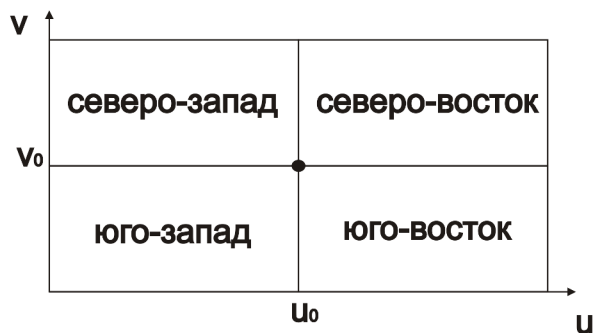 v
северо-запад северо-восток
v₀
юго-запад юго-восток
u₀
u